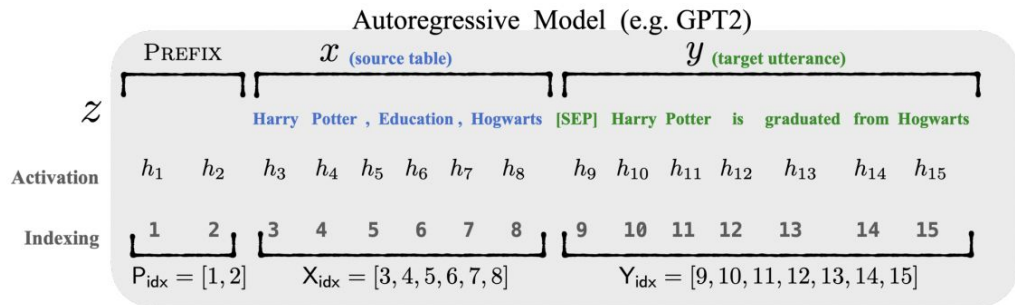 Autoregressive Model (e.g. GPT2)
PREFIX x (source table) y (target utterance)
z Harry Potter , Education , Hogwarts [SEP] Harry Potter is graduated from Hogwarts
Activation h₁ h₂ h₃ h₄ h₅ h₆ h₇ h₈ h₉ h₁₀ h₁₁ h₁₂ h₁₃ h₁₄ h₁₅
Indexing 1 2 3 4 5 6 7 8 9 10 11 12 13 14 15
P_idx = [1, 2] X_idx = [3, 4, 5, 6, 7, 8] Y_idx = [9, 10, 11, 12, 13, 14, 15]